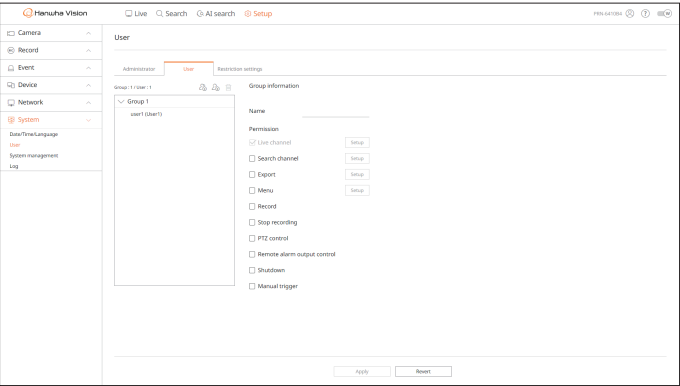 Hanwha Vision
Live
Search
AI search
Setup
PRN-6410B4
Camera
Record
Event
Device
Network
System
Date/Time/Language
User
System management
Log
User
Administrator
User
Restriction settings
Group : 1 / User : 1
Group 1
user1 (User1)
Group information
Name
Permission
Live channel
Setup
Search channel
Setup
Export
Setup
Menu
Setup
Record
Stop recording
PTZ control
Remote alarm output control
Shutdown
Manual trigger
Apply
Revert